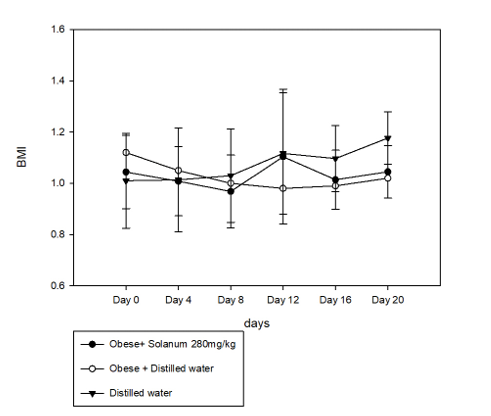 1.6
1.4
1.2
1.0
0.8
0.6
BMI
Day 0 Day 4 Day 8 Day 12 Day 16 Day 20
days
Obese+ Solanum 280mg/kg
Obese + Distilled water
Distilled water